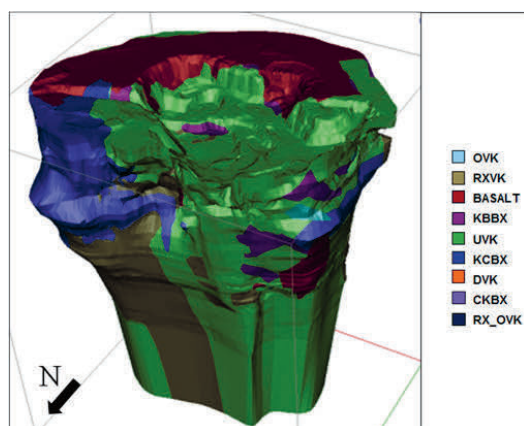 OVK
RXVK
BASALT
KBBX
UVK
KCBX
DVK
CKBX
RX_OVK
N